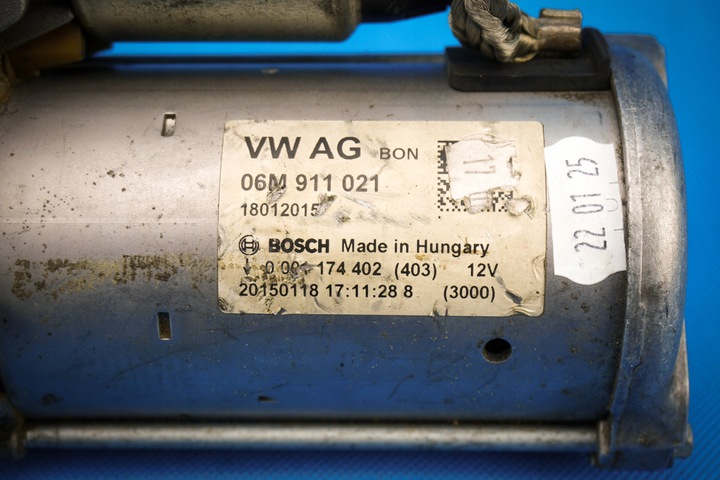 VW AG BON
06M 911 021
18012015
17
BOSCH Made in Hungary
0 001 174 402 (403) 12V
20150118 17:11:28 8 (3000)
22 01 25